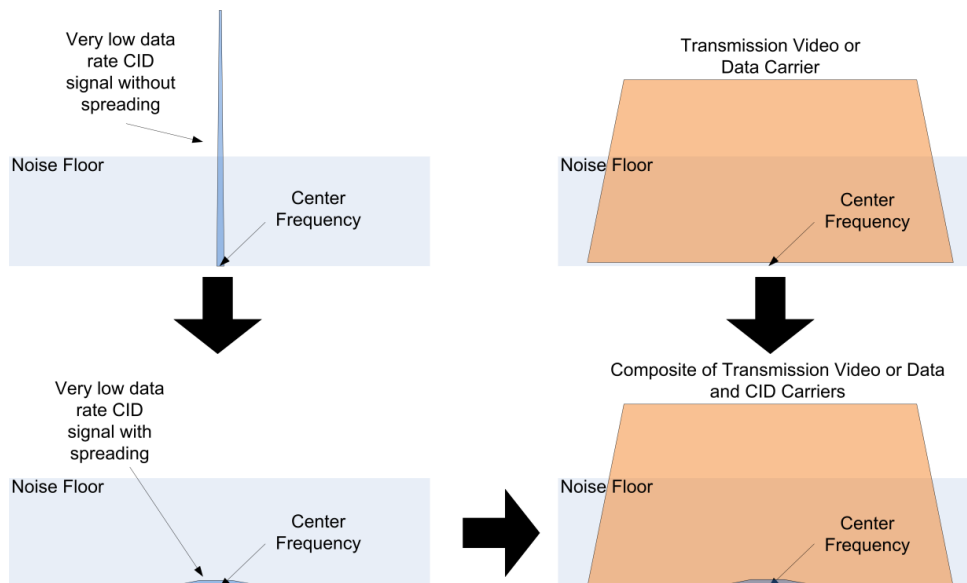 Very low data
rate CID
signal without
spreading
Noise Floor
Center
Frequency
Transmission Video or
Data Carrier
Noise Floor
Center
Frequency
Very low data
rate CID
signal with
spreading
Noise Floor
Center
Frequency
Composite of Transmission Video or Data
and CID Carriers
Noise Floor
Center
Frequency